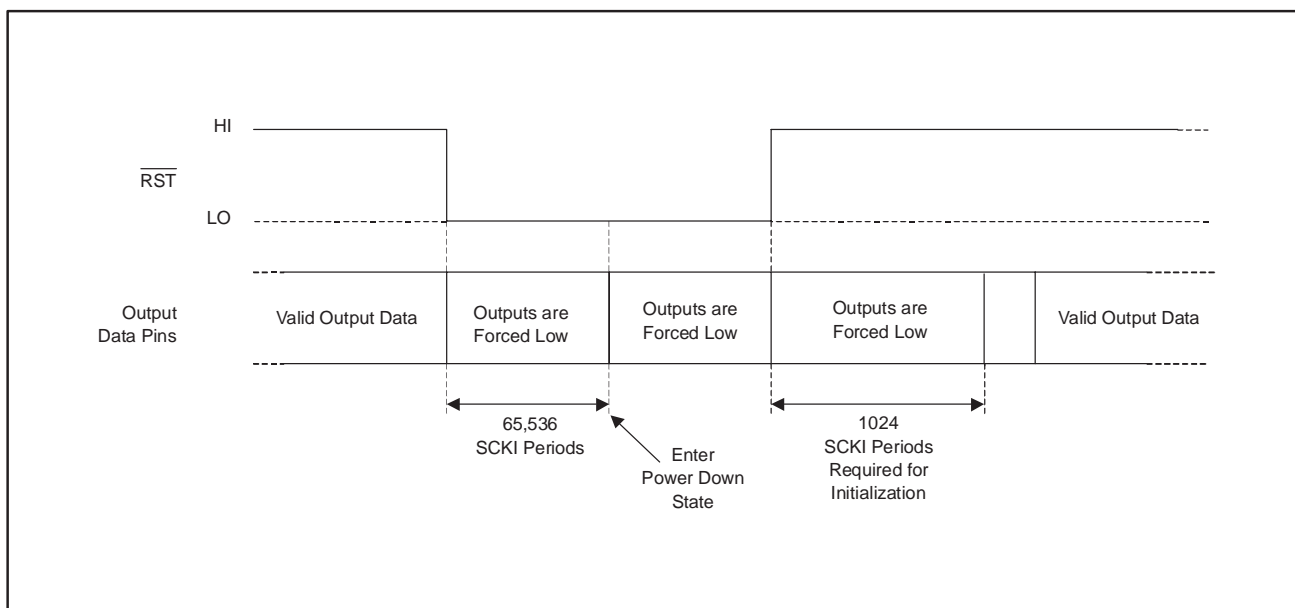 HI
RST
LO
Output
Data Pins
Valid Output Data
Outputs are
Forced Low
Outputs are
Forced Low
Outputs are
Forced Low
Valid Output Data
65,536
SCKI Periods
Enter
Power Down
State
1024
SCKI Periods
Required for
Initialization